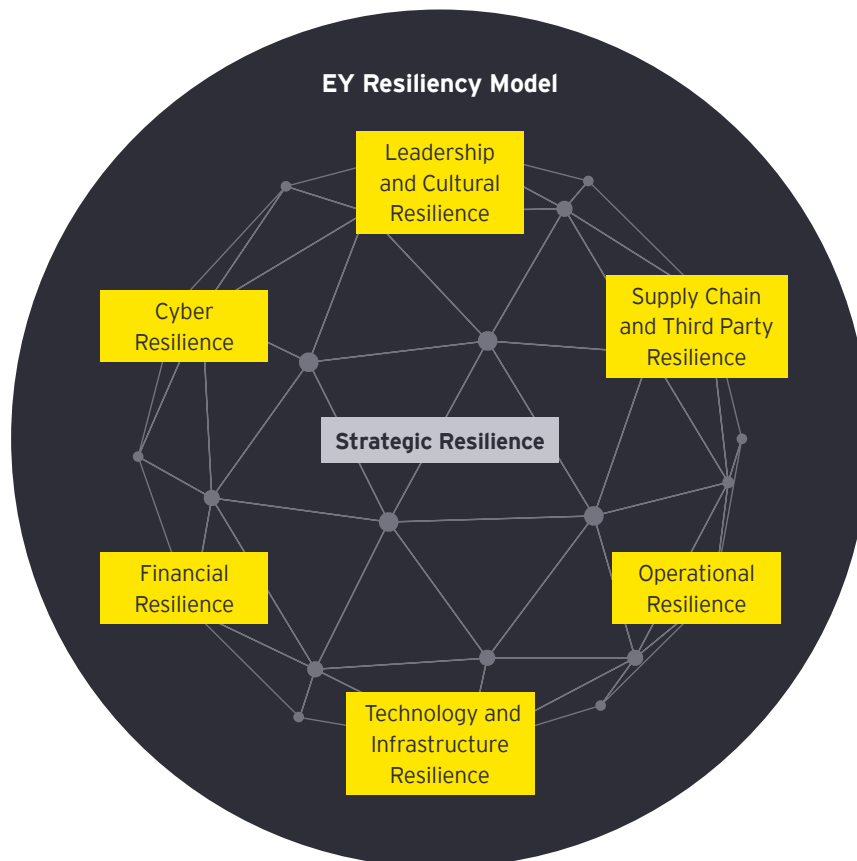 EY Resiliency Model
Leadership
and Cultural
Resilience
Cyber
Resilience
Supply Chain
and Third Party
Resilience
Strategic Resilience
Financial
Resilience
Operational
Resilience
Technology and
Infrastructure
Resilience